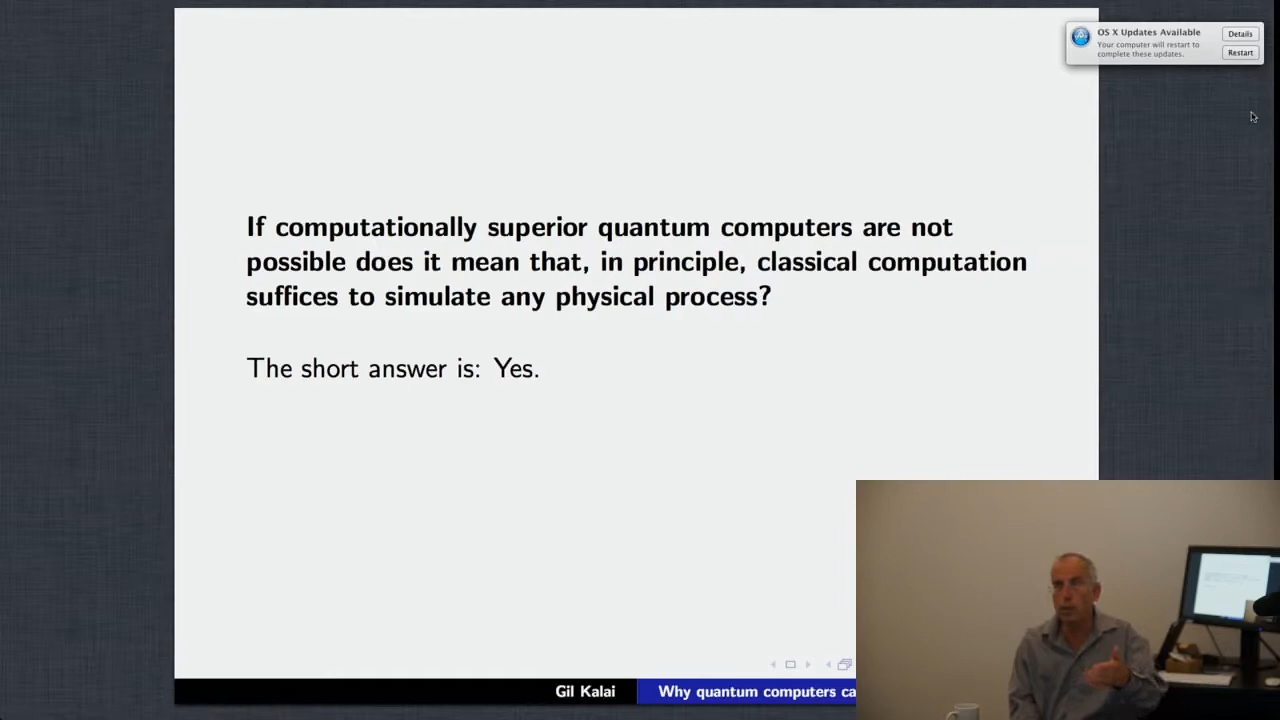 OS X Updates Available
Details
Your computer will restart to
complete these updates.
Restart
If computationally superior quantum computers are not
possible does it mean that, in principle, classical computation
suffices to simulate any physical process?
The short answer is: Yes.
Gil Kalai
Why quantum computers ca